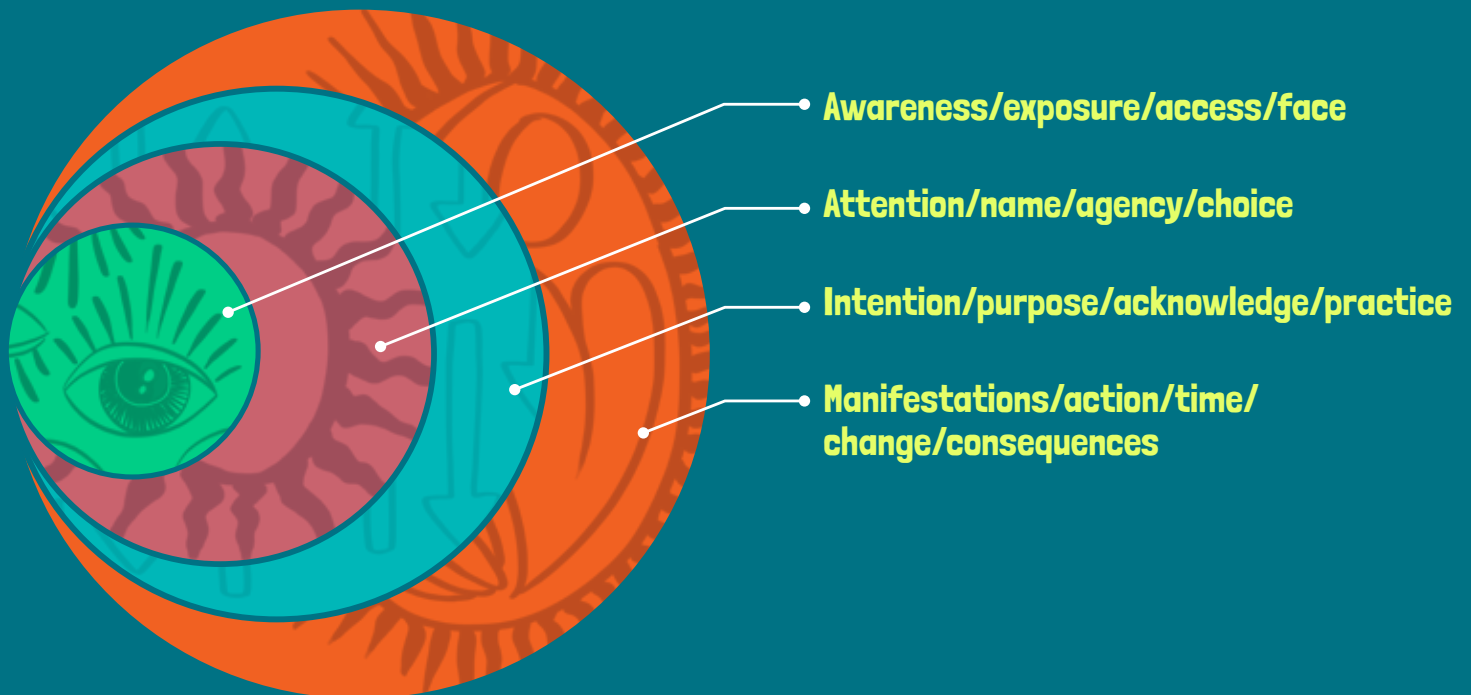 Awareness/exposure/access/face
Attention/name/agency/choice
Intention/purpose/acknowledge/practice
Manifestations/action/time/
change/consequences